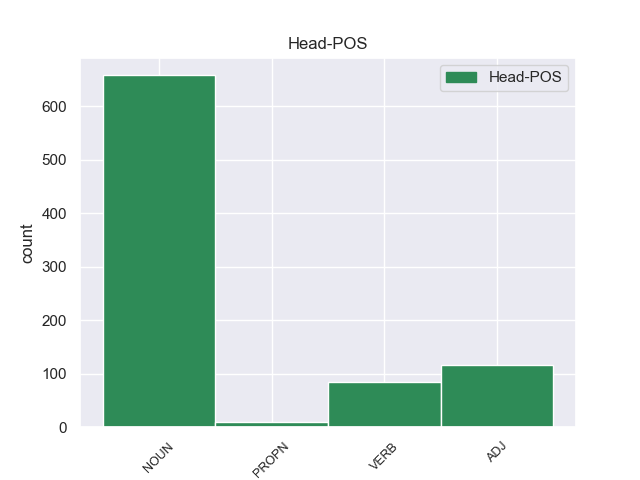 Head-POS
Head-POS
count
600
500
400
300
200
100
0
NOUN
PROPN
VERB
ADJ